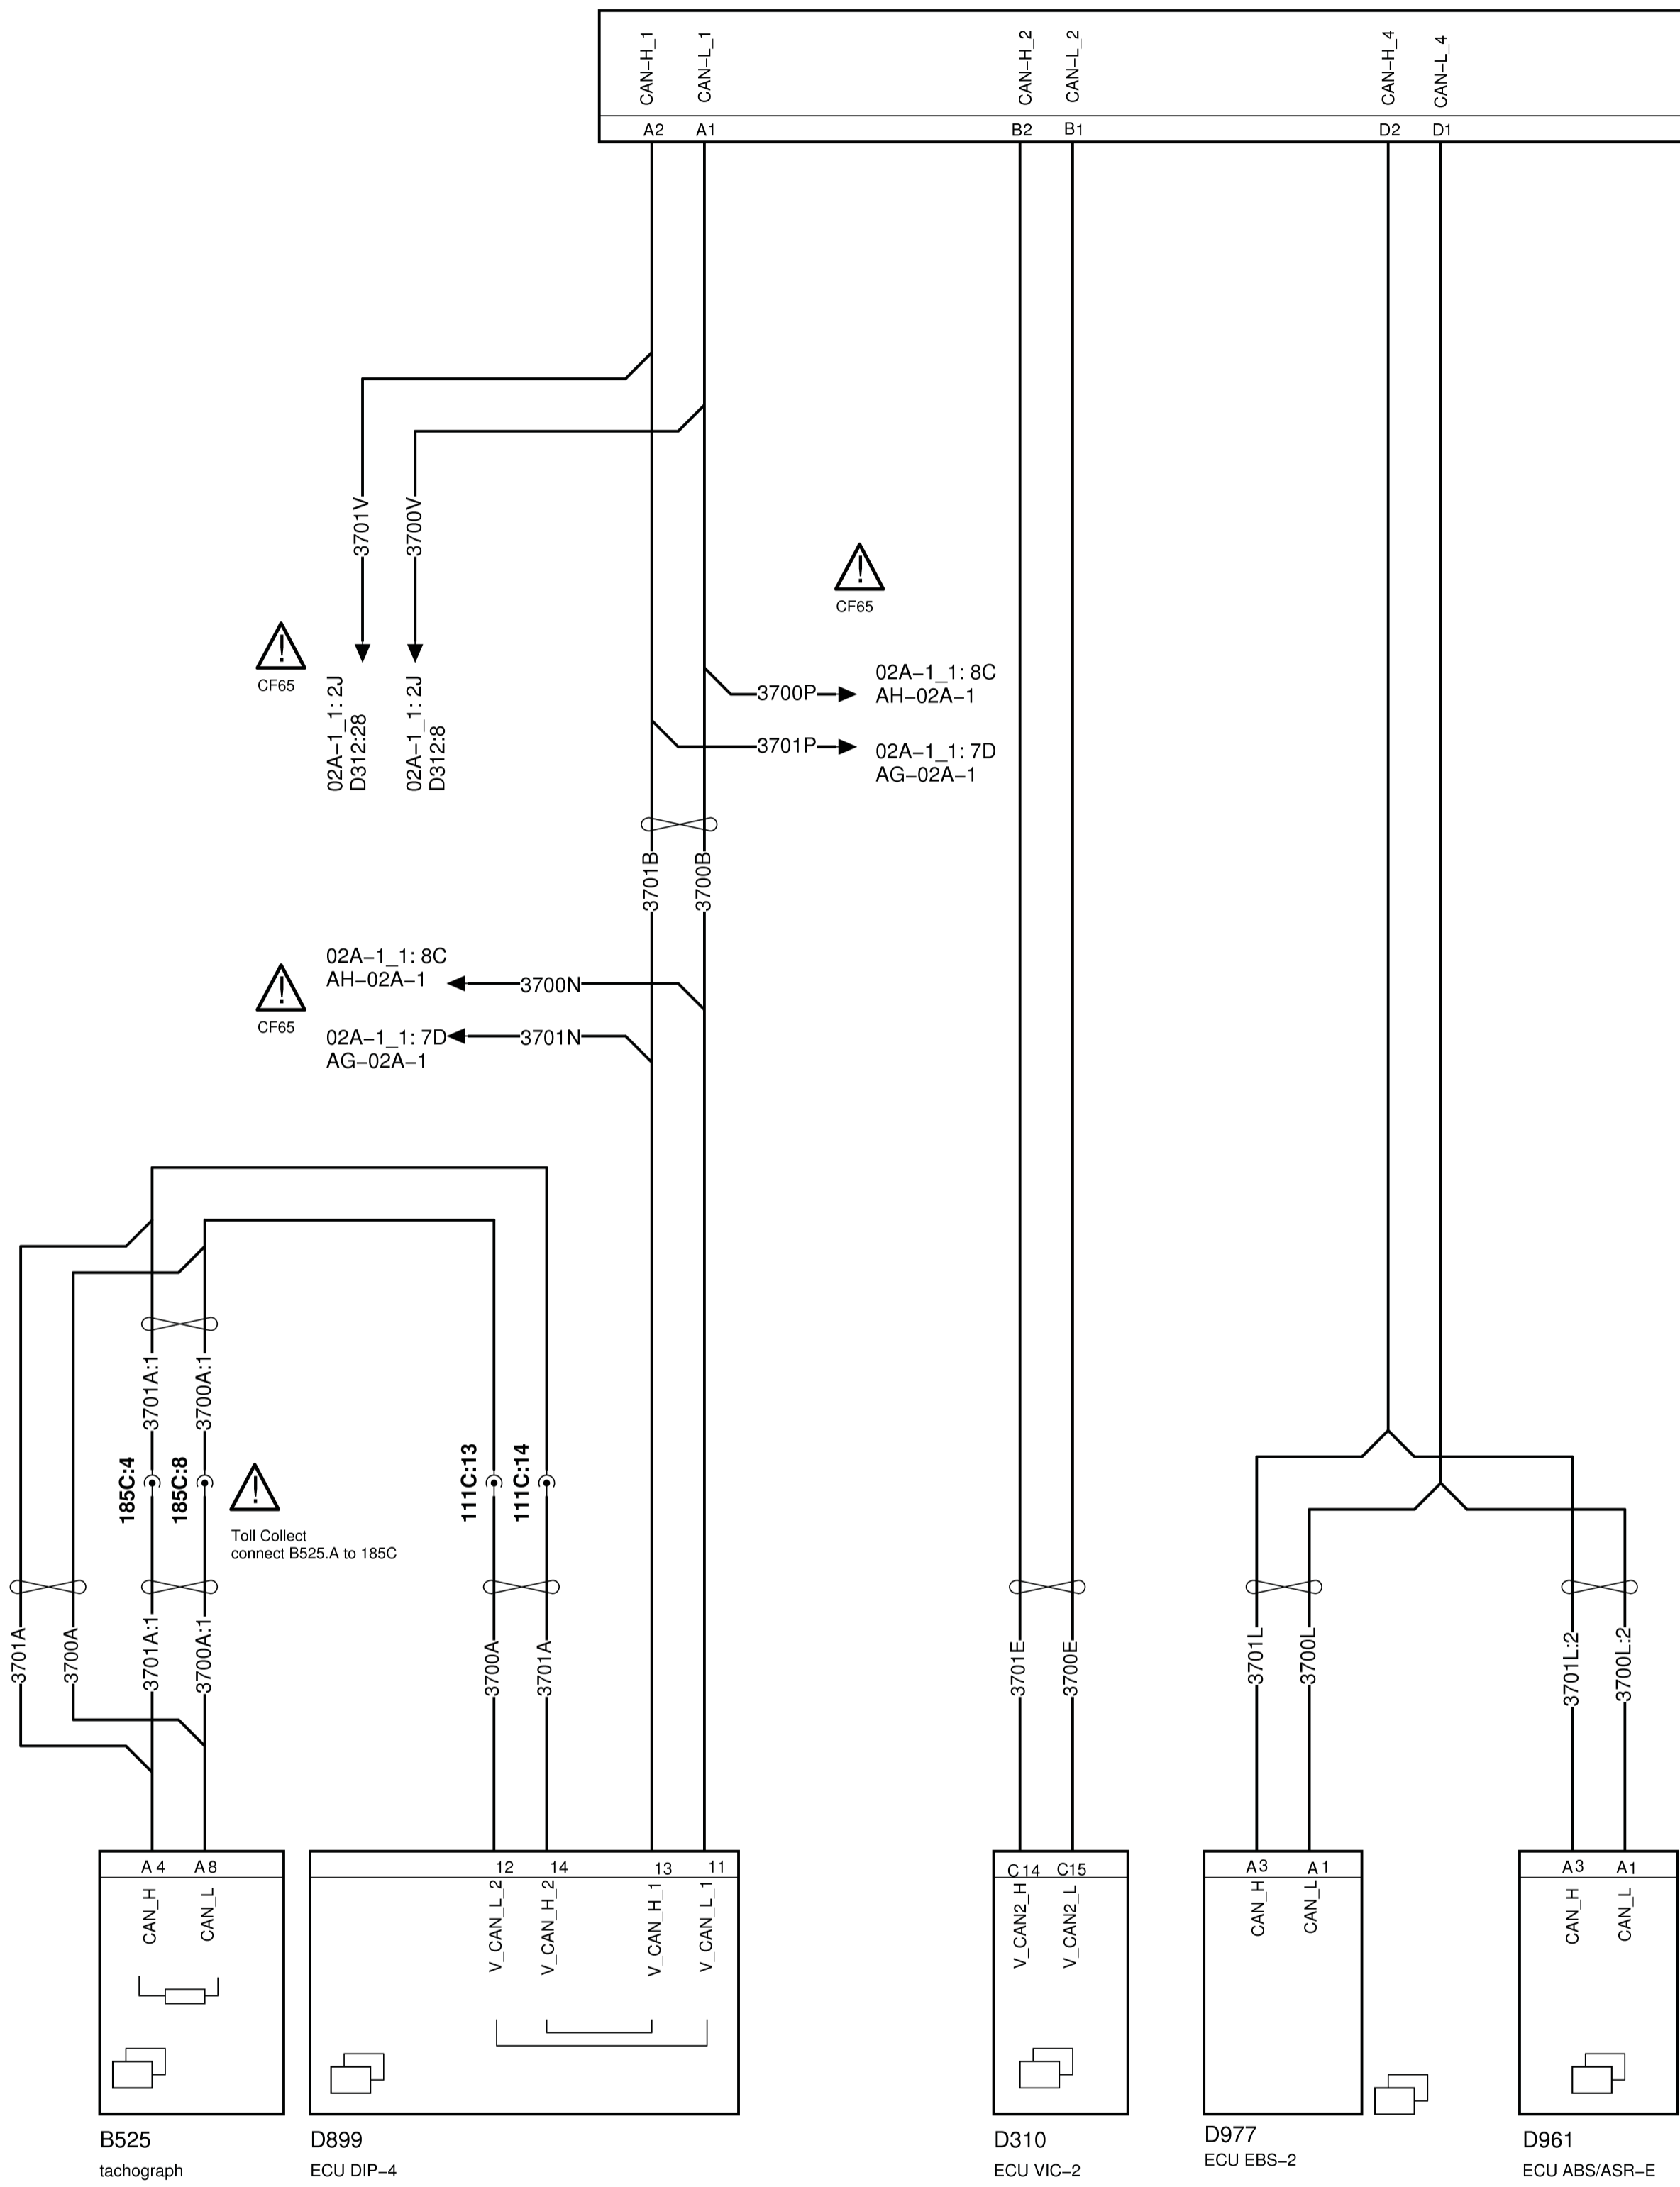 CAN-H_1
CAN-L_1
CAN-H_2
CAN-L_2
CAN-H_4
CAN-L_4
A2
A1
B2
B1
D2
D1
3701V
3700V
!
CF65
!
CF65
02A-1_1: 2J
D312:28
02A-1_1: 2J
D312:8
3700P
02A-1_1: 8C
AH-02A-1
3701P
02A-1_1: 7D
AG-02A-1
3701B
3700B
!
CF65
02A-1_1: 8C
AH-02A-1
3700N
02A-1_1: 7D
AG-02A-1
3701N
3701A:1
3700A:1
185C:4
185C:8
111C:13
111C:14
!
Toll Collect
connect B525.A to 185C
3701A
3700A
3701A:1
3700A:1
3700A
3701A
3701E
3700E
3701L
3700L
3701L:2
3700L:2
A 4
A 8
12
14
13
11
C14
C15
A3
A1
A3
A1
CAN_H
CAN_L
V_CAN_L_2
V_CAN_H_2
V_CAN_H_1
V_CAN_L_1
V_CAN2_H
V_CAN2_L
CAN_H
CAN_L
CAN_H
CAN_L
B525
tachograph
D899
ECU DIP-4
D310
ECU VIC-2
D977
ECU EBS-2
D961
ECU ABS/ASR-E